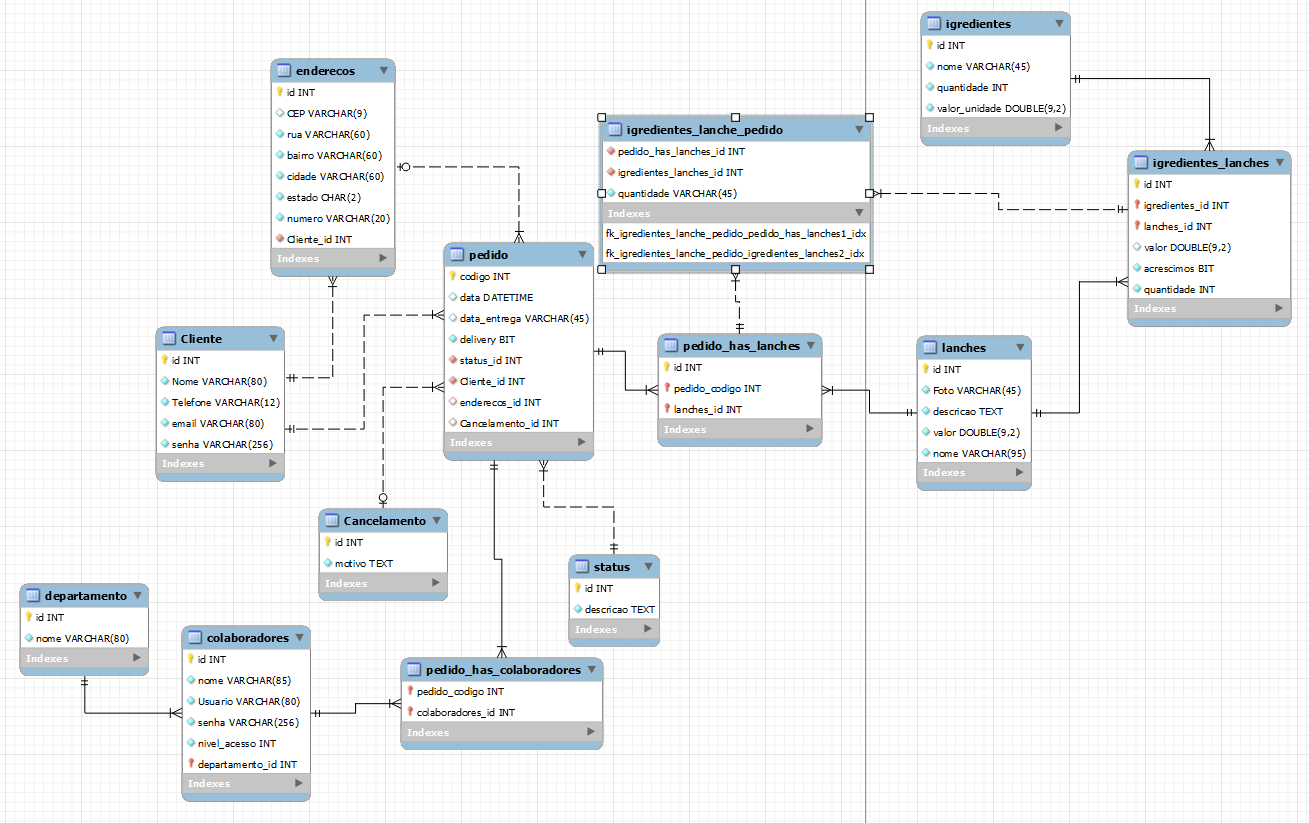 igredientes
id INT
nome VARCHAR(45)
quantidade INT
valor_unidade DOUBLE(9,2)
Indexes
enderecos
id INT
CEP VARCHAR(9)
rua VARCHAR(60)
bairro VARCHAR(60)
cidade VARCHAR(60)
estado CHAR(2)
numero VARCHAR(20)
Cliente_id INT
Indexes
igredientes_lanche_pedido
pedido_has_lanches_id INT
igredientes_lanches_id INT
quantidade VARCHAR(45)
Indexes
fk_igredientes_lanche_pedido_pedido_has_lanches1_idx
fk_igredientes_lanche_pedido_igredientes_lanches2_idx
igredientes_lanches
id INT
igredientes_id INT
lanches_id INT
valor DOUBLE(9,2)
acrescimos BIT
quantidade INT
Indexes
pedido
codigo INT
data DATETIME
data_entrega VARCHAR(45)
delivery BIT
status_id INT
Cliente_id INT
enderecos_id INT
Cancelamento_id INT
Indexes
Cliente
id INT
Nome VARCHAR(80)
Telefone VARCHAR(12)
email VARCHAR(80)
senha VARCHAR(256)
Indexes
pedido_has_lanches
id INT
pedido_codigo INT
lanches_id INT
Indexes
lanches
id INT
Foto VARCHAR(45)
descricao TEXT
valor DOUBLE(9,2)
nome VARCHAR(95)
Indexes
Cancelamento
id INT
motivo TEXT
Indexes
status
id INT
descricao TEXT
Indexes
departamento
id INT
nome VARCHAR(80)
Indexes
colaboradores
id INT
nome VARCHAR(85)
Usuario VARCHAR(80)
senha VARCHAR(256)
nivel_acesso INT
departamento_id INT
Indexes
pedido_has_colaboradores
pedido_codigo INT
colaboradores_id INT
Indexes